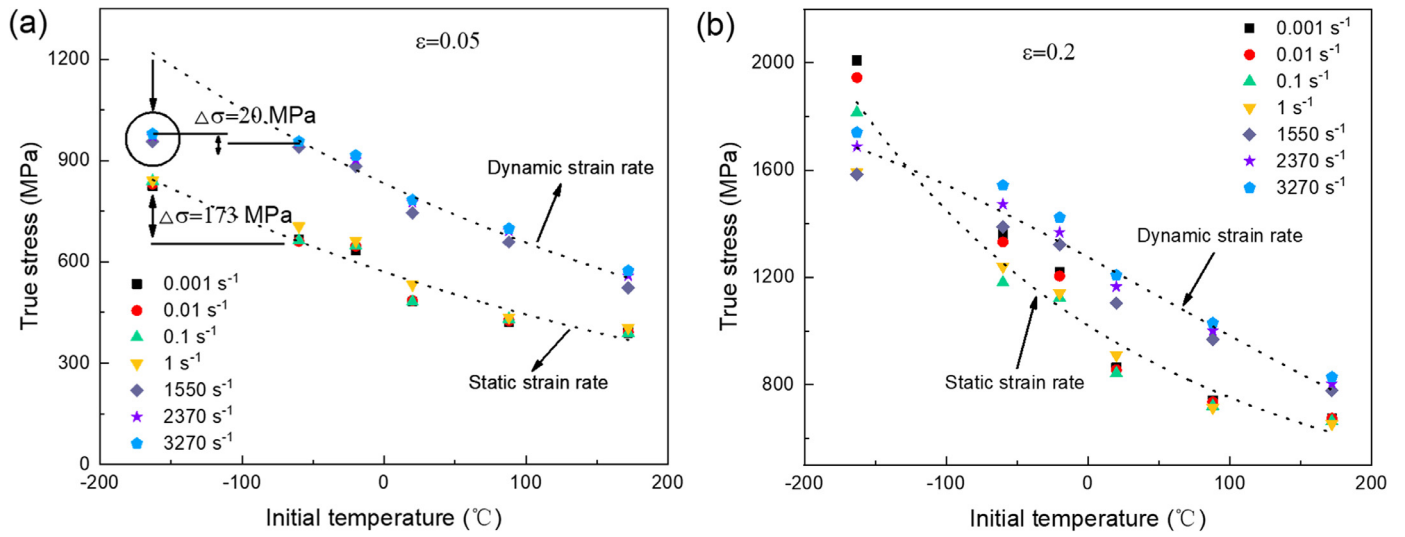 (a)
ε=0.05
△σ=20 MPa
△σ=173 MPa
Dynamic strain rate
Static strain rate
0.001 s⁻¹
0.01 s⁻¹
0.1 s⁻¹
1 s⁻¹
1550 s⁻¹
2370 s⁻¹
3270 s⁻¹
True stress (MPa)
1200
900
600
300
0
-200
-100
0
100
200
Initial temperature (℃)
(b)
ε=0.2
0.001 s⁻¹
0.01 s⁻¹
0.1 s⁻¹
1 s⁻¹
1550 s⁻¹
2370 s⁻¹
3270 s⁻¹
Dynamic strain rate
Static strain rate
True stress (MPa)
2000
1600
1200
800
-200
-100
0
100
200
Initial temperature (℃)